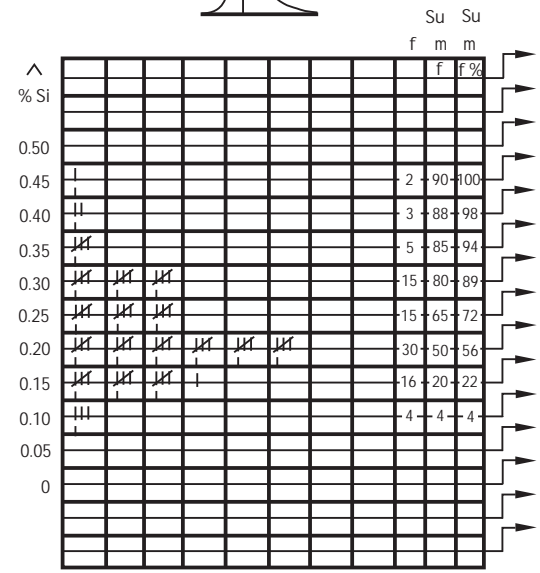 Su Su
f m m
f f%
^
% Si
0.50
0.45 2 90 100
0.40 3 88 98
0.35 5 85 94
0.30 15 80 89
0.25 15 65 72
0.20 30 50 56
0.15 16 20 22
0.10 4 4 4
0.05
0